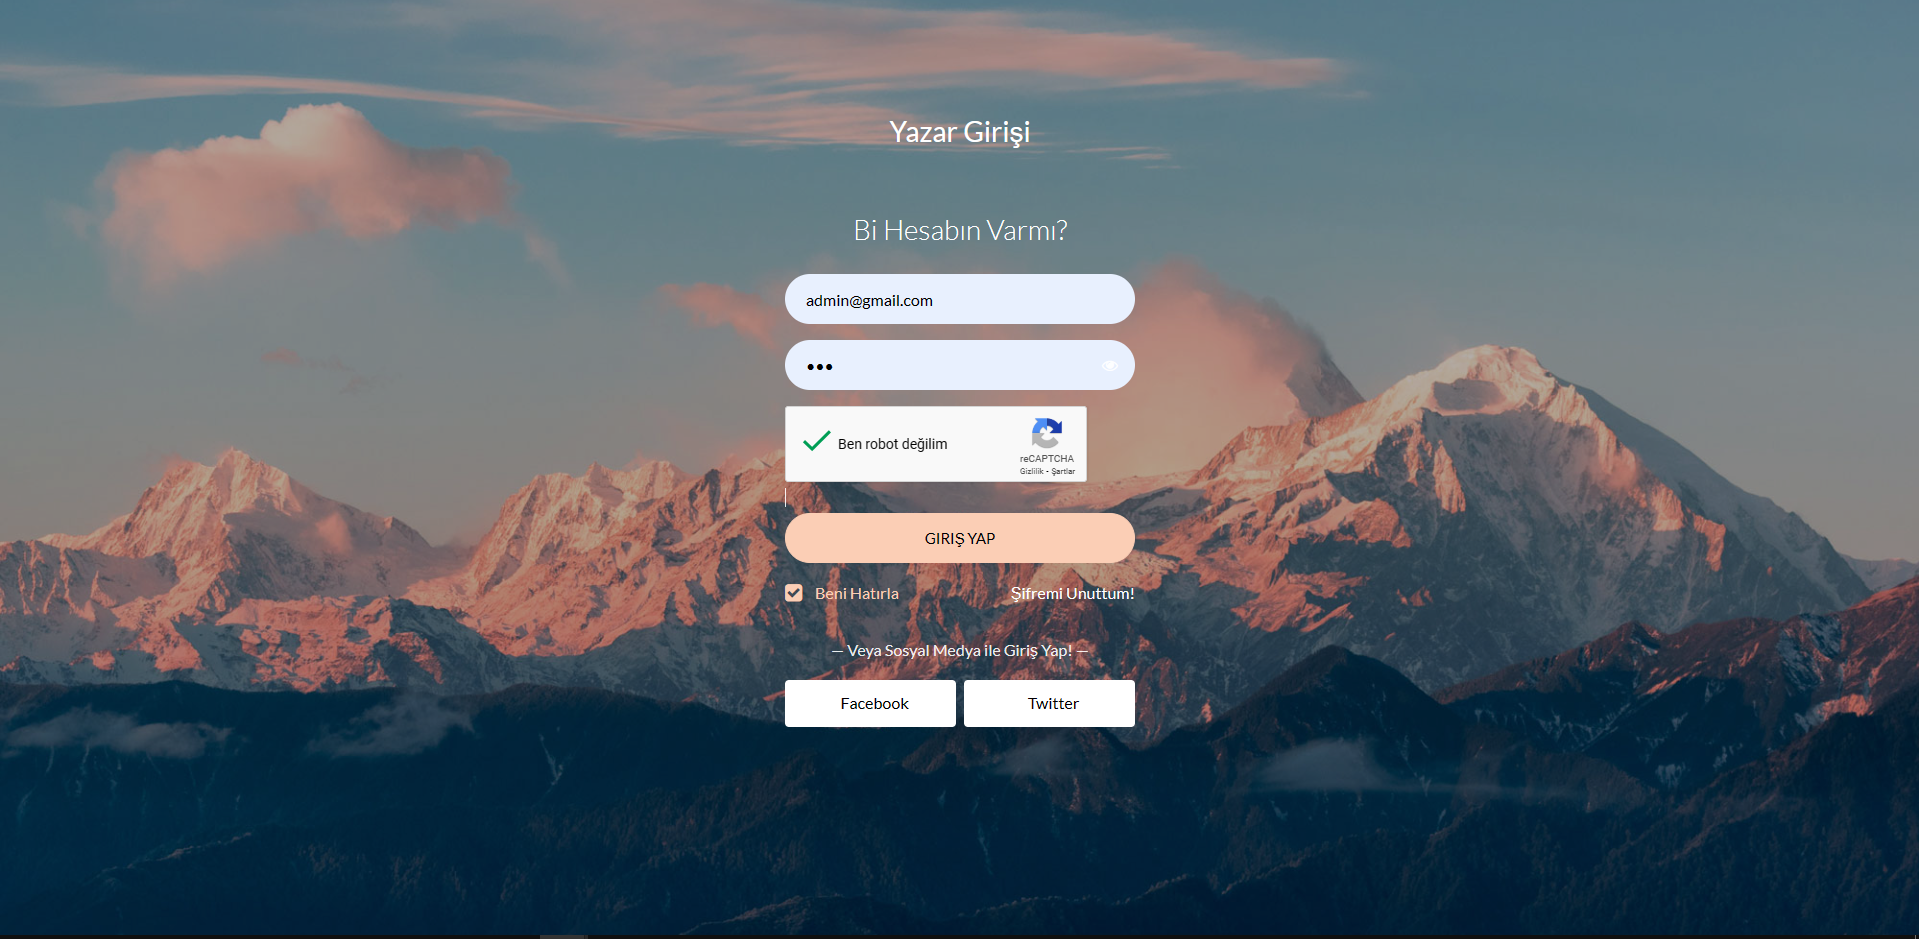 Yazar Girişi
Bi Hesabın Varmı?
admin@gmail.com
•••
Ben robot değilim
reCAPTCHA
Gizlilik - Şartlar
GIRIŞ YAP
Beni Hatırla
Şifremi Unuttum!
— Veya Sosyal Medya ile Giriş Yap! —
Facebook
Twitter